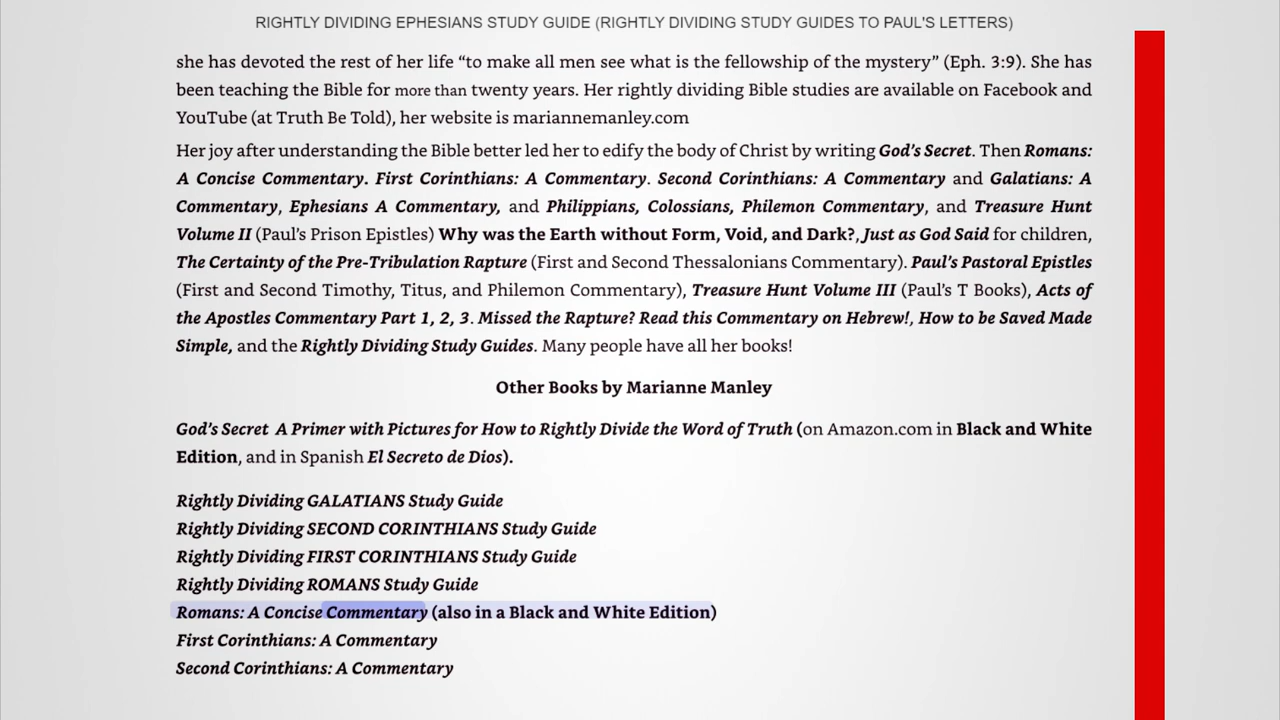 RIGHTLY DIVIDING EPHESIANS STUDY GUIDE (RIGHTLY DIVIDING STUDY GUIDES TO PAUL'S LETTERS)
she has devoted the rest of her life “to make all men see what is the fellowship of the mystery” (Eph. 3:9). She has
been teaching the Bible for more than twenty years. Her rightly dividing Bible studies are available on Facebook and
YouTube (at Truth Be Told), her website is mariannemanley.com
Her joy after understanding the Bible better led her to edify the body of Christ by writing God’s Secret. Then Romans:
A Concise Commentary. First Corinthians: A Commentary. Second Corinthians: A Commentary and Galatians: A
Commentary, Ephesians A Commentary, and Philippians, Colossians, Philemon Commentary, and Treasure Hunt
Volume II (Paul’s Prison Epistles) Why was the Earth without Form, Void, and Dark?, Just as God Said for children,
The Certainty of the Pre-Tribulation Rapture (First and Second Thessalonians Commentary). Paul’s Pastoral Epistles
(First and Second Timothy, Titus, and Philemon Commentary), Treasure Hunt Volume III (Paul’s T Books), Acts of
the Apostles Commentary Part 1, 2, 3. Missed the Rapture? Read this Commentary on Hebrew!, How to be Saved Made
Simple, and the Rightly Dividing Study Guides. Many people have all her books!
Other Books by Marianne Manley
God’s Secret A Primer with Pictures for How to Rightly Divide the Word of Truth (on Amazon.com in Black and White
Edition, and in Spanish El Secreto de Dios).
Rightly Dividing GALATIANS Study Guide
Rightly Dividing SECOND CORINTHIANS Study Guide
Rightly Dividing FIRST CORINTHIANS Study Guide
Rightly Dividing ROMANS Study Guide
Romans: A Concise Commentary (also in a Black and White Edition)
First Corinthians: A Commentary
Second Corinthians: A Commentary